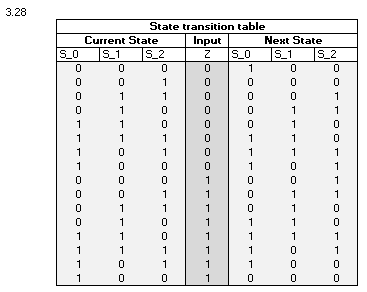 3.28
State transition table
Current State Input Next State
S_0 S_1 S_2 Z S_0 S_1 S_2
0 0 0 0 1 0 0
0 0 1 0 0 0 0
0 1 1 0 0 0 1
0 1 0 0 0 1 0
1 1 0 0 0 1 0
1 1 1 0 1 1 0
1 0 1 0 1 1 1
1 0 0 0 0 0 1
0 0 0 1 0 0 1
0 0 1 1 0 1 1
0 1 1 1 1 1 0
0 1 0 1 1 1 0
1 1 0 1 1 1 1
1 1 1 1 1 0 1
1 0 1 1 1 0 0
1 0 0 1 0 0 0